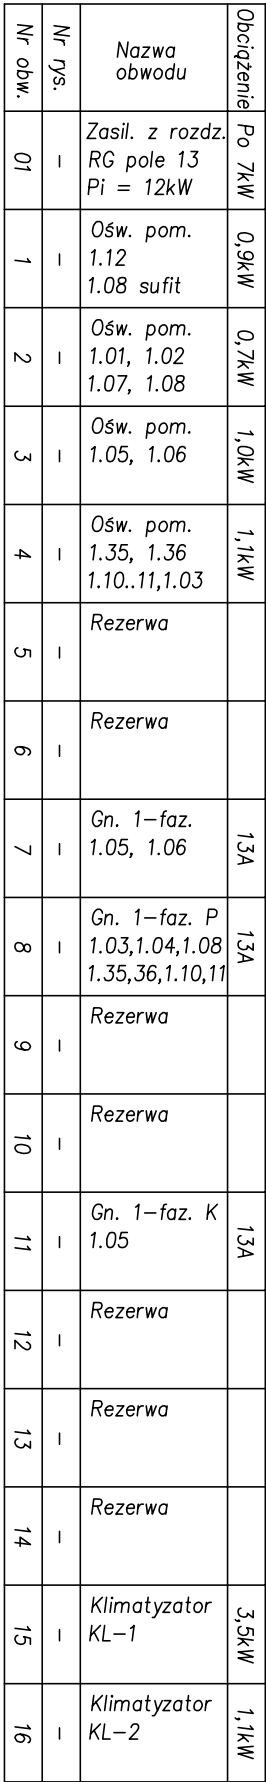 Nr obw.
Nr rys.
Nazwa
obwodu
Obciążenie
01
–
Zasil. z rozdz.
RG pole 13
Pi = 12kW
Po 7kW
1
–
Ośw. pom.
1.12
1.08 sufit
0,9kW
2
–
Ośw. pom.
1.01, 1.02
1.07, 1.08
0,7kW
3
–
Ośw. pom.
1.05, 1.06
1,0kW
4
–
Ośw. pom.
1.35, 1.36
1.10..11,1.03
1,1kW
5
–
Rezerwa
6
–
Rezerwa
7
–
Gn. 1–faz.
1.05, 1.06
13A
8
–
Gn. 1–faz. P
1.03,1.04,1.08
1.35,36,1.10,11
13A
9
–
Rezerwa
10
–
Rezerwa
11
–
Gn. 1–faz. K
1.05
13A
12
–
Rezerwa
13
–
Rezerwa
14
–
Rezerwa
15
–
Klimatyzator
KL–1
3,5kW
16
–
Klimatyzator
KL–2
1,1kW